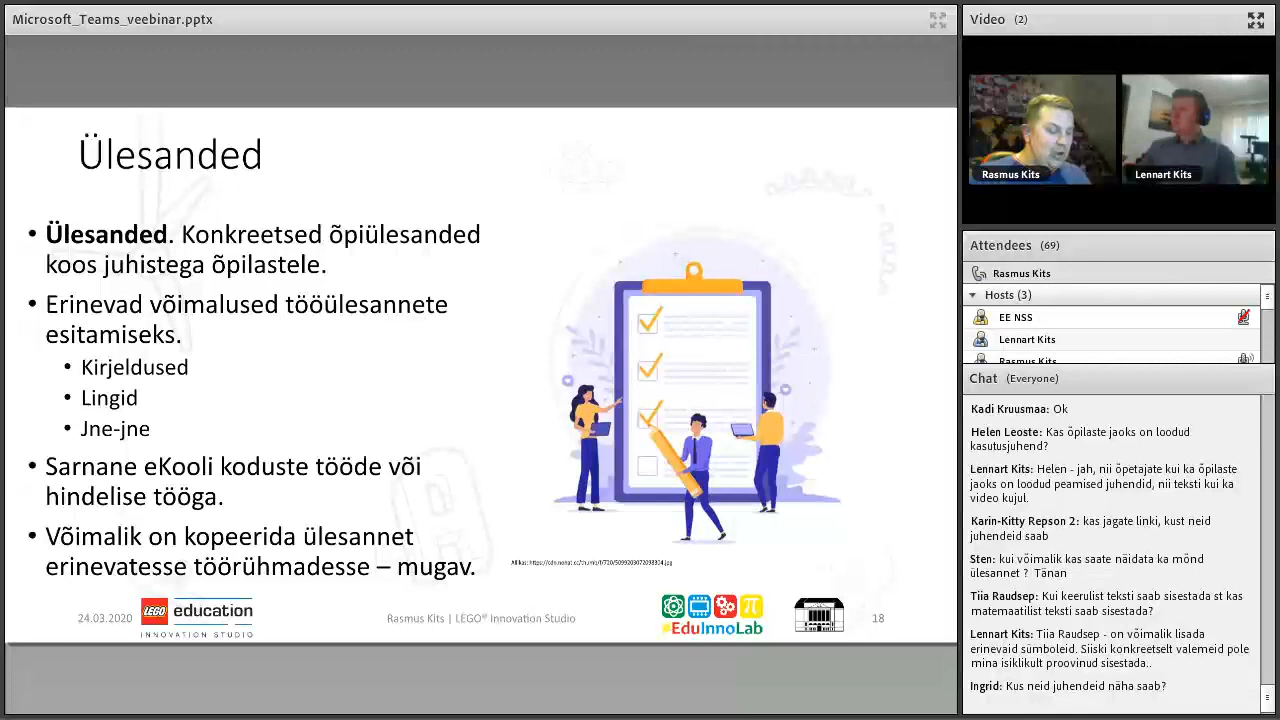 Microsoft_Teams_veebinar.pptx
Ülesanded
• Ülesanded. Konkreetsed õpiülesanded
koos juhistega õpilastele.
• Erinevad võimalused tööülesannete
esitamiseks.
• Kirjeldused
• Lingid
• Jne-jne
• Sarnane eKooli koduste tööde või
hindelise tööga.
• Võimalik on kopeerida ülesannet
erinevatesse töörühmadesse – mugav.
24.03.2020
LEGO education
INNOVATION STUDIO
Rasmus Kits | LEGO® Innovation Studio
#EduInnoLab
18
Video (2)
Rasmus Kits
Lennart Kits
Attendees (69)
Rasmus Kits
Hosts (3)
EE NSS
Lennart Kits
Rasmus Kits
Chat (Everyone)
Kadi Kruusmaa: Ok
Helen Leoste: Kas õpilaste jaoks on loodud
kasutusjuhend?
Lennart Kits: Helen - jah, nii õpetajate kui ka õpilaste
jaoks on loodud peamised juhendid, nii teksti kui ka
video kujul.
Karin-Kitty Repson 2: kas jagate linki, kust neid
juhendeid saab
Sten: kui võimalik kas saate näidata ka mõnd
ülesannet ? Tänan
Tiia Raudsep: Kui keerulist teksti saab sisestada st kas
matemaatilist teksti saab sisestada?
Lennart Kits: Tiia Raudsep - on võimalik lisada
erinevaid sümboleid. Siiski konkreetselt valemeid pole
mina isiklikult proovinud sisestada..
Ingrid: Kus neid juhendeid näha saab?